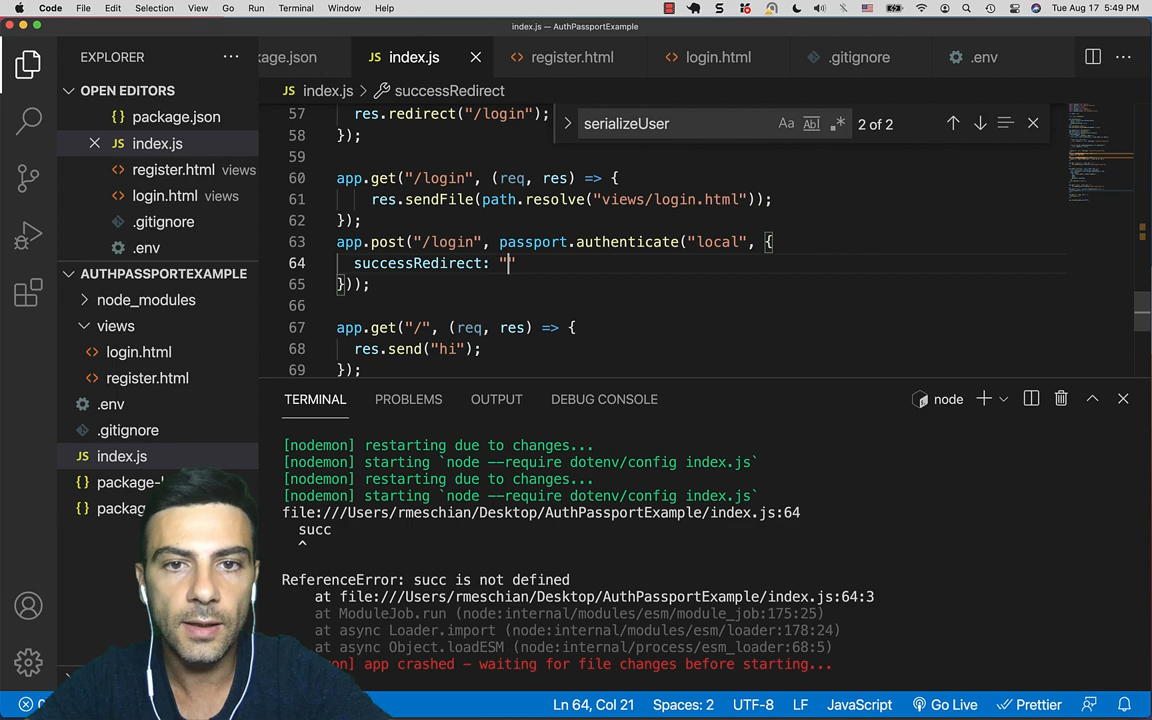 Code File Edit Selection View Go Run Terminal Window Help Tue Aug 17 5:49 PM
index.js — AuthPassportExample
EXPLORER
kage.json JS index.js register.html login.html .gitignore .env
OPEN EDITORS
{ } package.json
JS index.js
<> register.html views
<> login.html views
.gitignore
.env
AUTHPASSPORTEXAMPLE
node_modules
views
<> login.html
<> register.html
.env
.gitignore
JS index.js
{ } package-
{ } packag
JS index.js > successRedirect
serializeUser Aa Ab 2 of 2
57 res.redirect("/login");
58 });
59
60 app.get("/login", (req, res) => {
61 res.sendFile(path.resolve("views/login.html"));
62 });
63 app.post("/login", passport.authenticate("local", {
64 successRedirect: ""
65 }));
66
67 app.get("/", (req, res) => {
68 res.send("hi");
69 });
TERMINAL PROBLEMS OUTPUT DEBUG CONSOLE node
[nodemon] restarting due to changes...
[nodemon] starting `node --require dotenv/config index.js`
[nodemon] restarting due to changes...
[nodemon] starting `node --require dotenv/config index.js`
file:///Users/rmeschian/Desktop/AuthPassportExample/index.js:64
succ
^
ReferenceError: succ is not defined
at file:///Users/rmeschian/Desktop/AuthPassportExample/index.js:64:3
at ModuleJob.run (node:internal/modules/esm/module_job:175:25)
at async Loader.import (node:internal/modules/esm/loader:178:24)
at async Object.loadESM (node:internal/process/esm_loader:68:5)
on] app crashed - waiting for file changes before starting...
Ln 64, Col 21 Spaces: 2 UTF-8 LF JavaScript Go Live Prettier